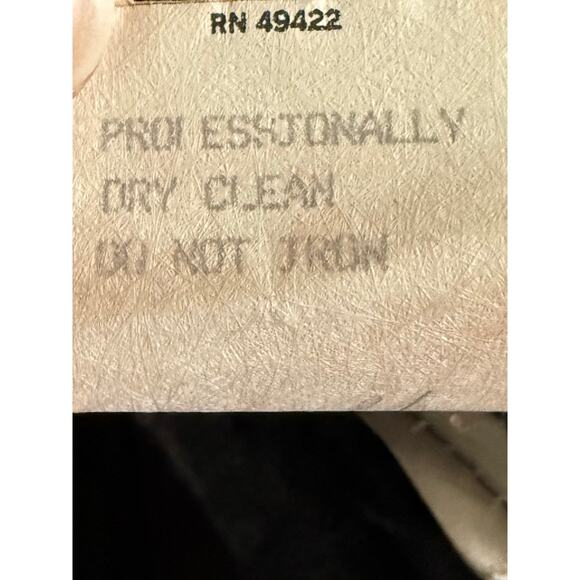 RN 49422
PROFESSIONALLY
DRY CLEAN
DO NOT IRON